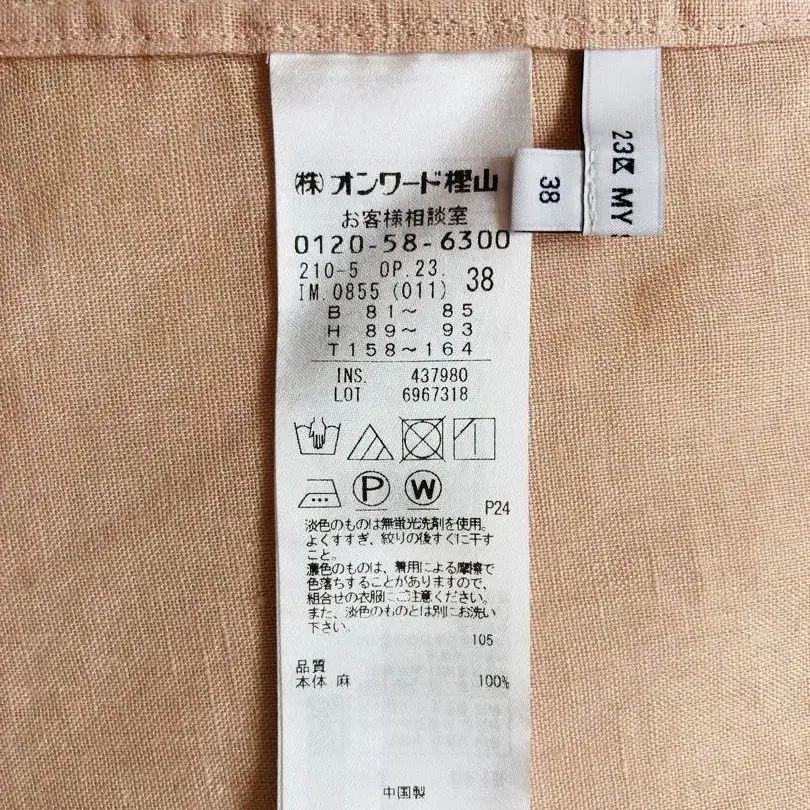 ㈱オンワード樫山
お客様相談室
0120-58-6300
210-5 OP.23.
IM.0855 (011) 38
B 81〜 85
H 89〜 93
T158〜164
INS. 437980
LOT 6967318
P W
P24
淡色のものは無蛍光洗剤を使用。
よくすすぎ、絞りの後すぐに干す
こと。
濃色のものは、着用による摩擦で
色落ちすることがありますので、
組合せの衣服にご注意ください。
また、淡色のものとは別にお洗い
下さい。
105
品質
本体 麻 100%
中国製
38
MY